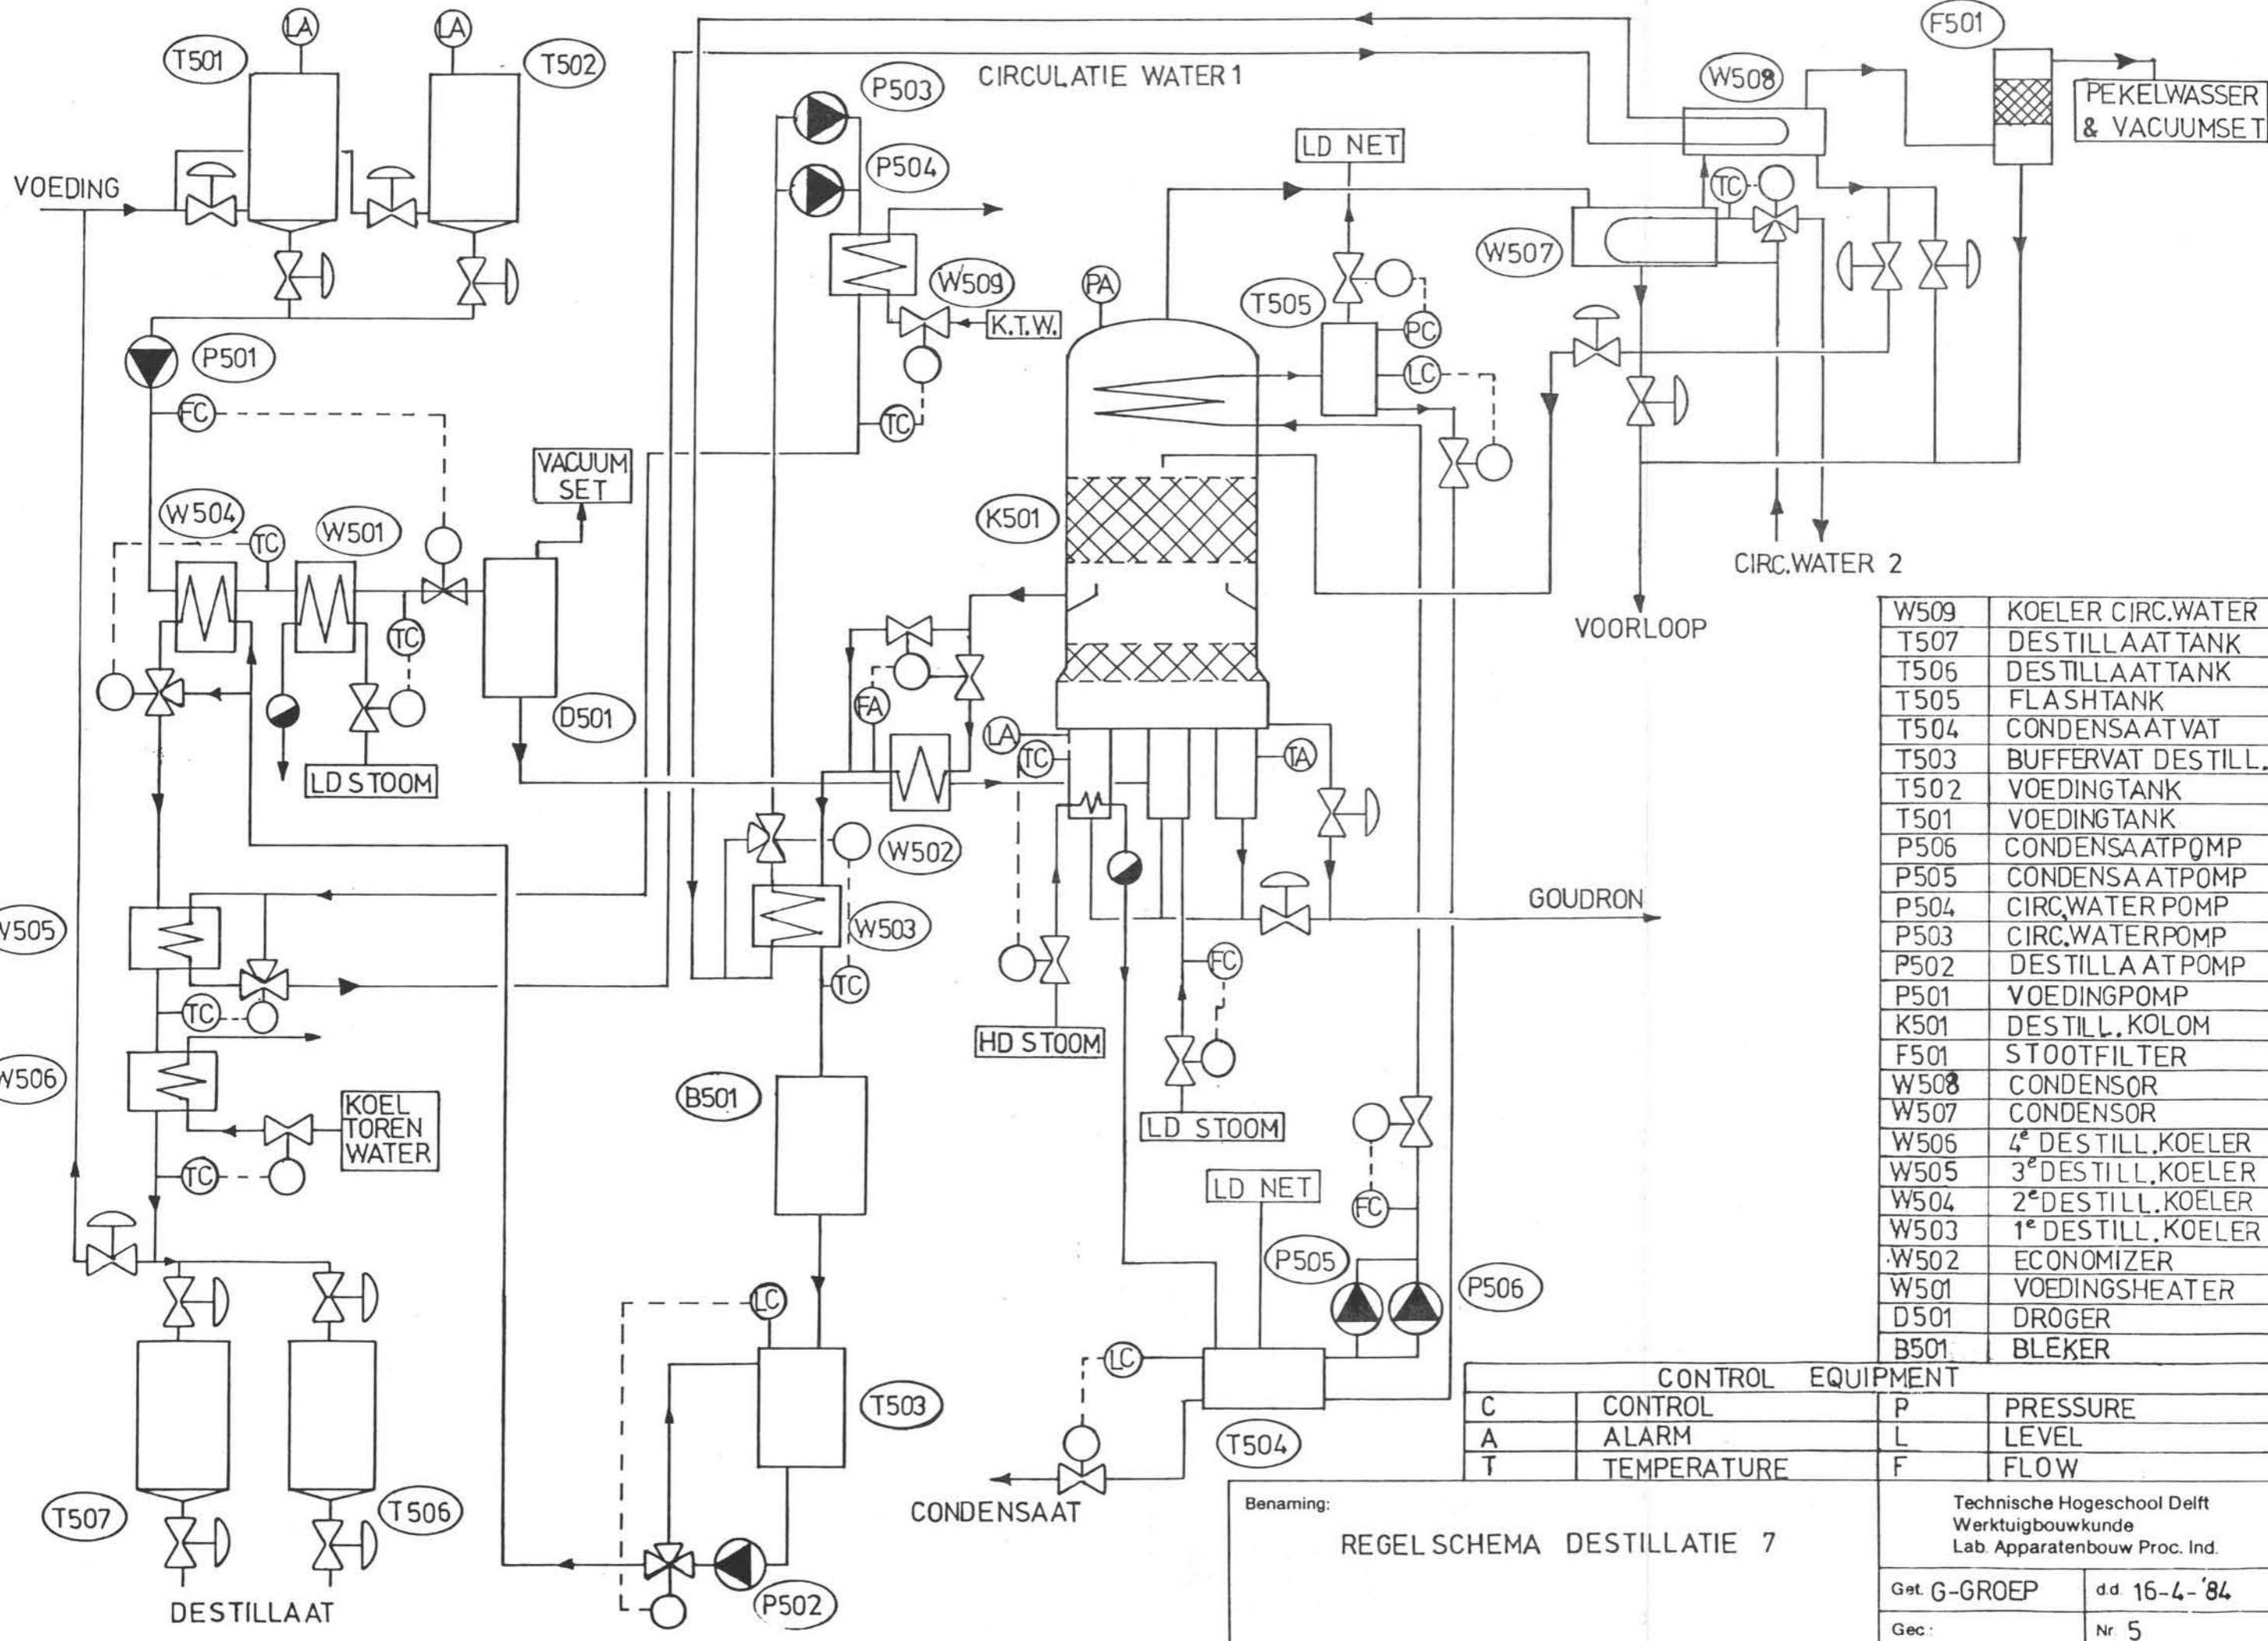 LA
LA
T501
T502
VOEDING
P501
FC
W504
TC
W501
TC
VACUUM
SET
D501
LD STOOM
CIRCULATIE WATER 1
P503
P504
W509
K.T.W.
TC
LD NET
T505
PC
LC
PA
K501
F501
W508
PEKELWASSER
& VACUUMSET
TC
W507
CIRC.WATER 2
VOORLOOP
FA
LA
TC
TA
W502
W503
TC
GOUDRON
HD STOOM
FC
LD STOOM
W505
TC
W506
KOEL
TOREN
WATER
TC
B501
LC
T503
P502
T507
T506
DESTILLAAT
LD NET
P505
P506
FC
LC
T504
CONDENSAAT
W509 KOELER CIRC.WATER
T507 DESTILLAATTANK
T506 DESTILLAATTANK
T505 FLASHTANK
T504 CONDENSAATVAT
T503 BUFFERVAT DESTILL.
T502 VOEDINGTANK
T501 VOEDINGTANK
P506 CONDENSAATPOMP
P505 CONDENSAATPOMP
P504 CIRC.WATERPOMP
P503 CIRC.WATERPOMP
P502 DESTILLAATPOMP
P501 VOEDINGPOMP
K501 DESTILL.KOLOM
F501 STOOTFILTER
W508 CONDENSOR
W507 CONDENSOR
W506 4e DESTILL.KOELER
W505 3e DESTILL.KOELER
W504 2e DESTILL.KOELER
W503 1e DESTILL.KOELER
W502 ECONOMIZER
W501 VOEDINGSHEATER
D501 DROGER
B501 BLEKER
CONTROL EQUIPMENT
C CONTROL P PRESSURE
A ALARM L LEVEL
T TEMPERATURE F FLOW
Benaming:
REGELSCHEMA DESTILLATIE 7
Technische Hogeschool Delft
Werktuigbouwkunde
Lab. Apparatenbouw Proc. Ind.
Get. G-GROEP d.d. 16-4-'84
Gec: Nr. 5